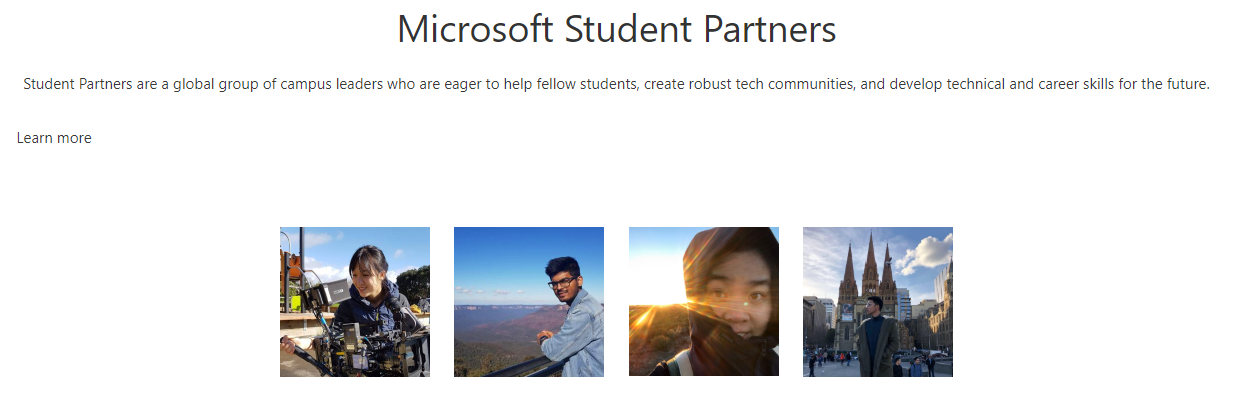 Microsoft Student Partners
Student Partners are a global group of campus leaders who are eager to help fellow students, create robust tech communities, and develop technical and career skills for the future.
Learn more